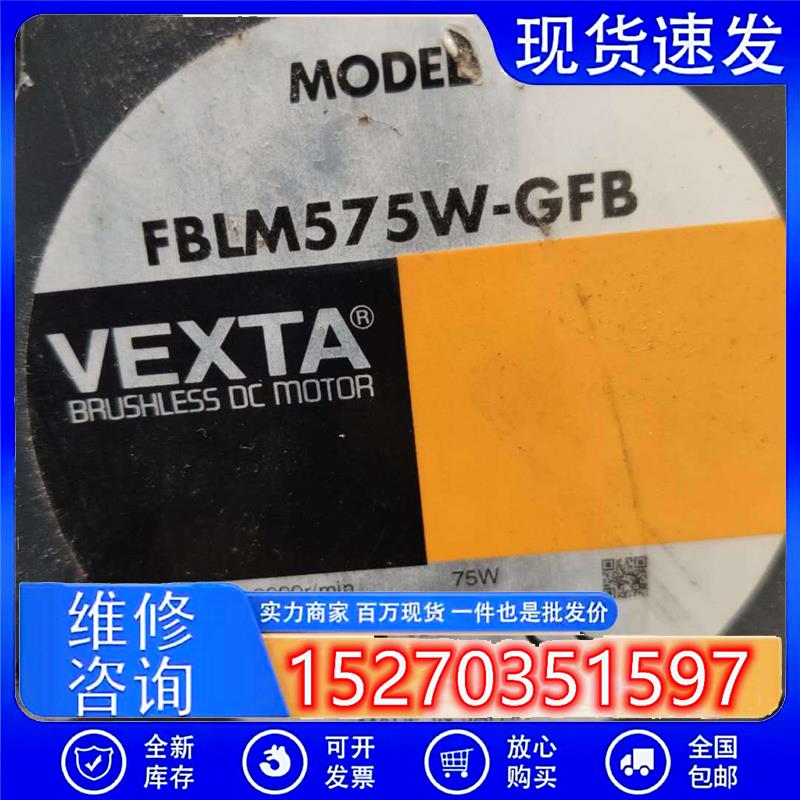 现货速发
MODEL
FBLM575W-GFB
VEXTA®
BRUSHLESS DC MOTOR
75W
实力商家 百万现货 一件也是批发价
维修
咨询
15270351597
全新
库存
可开
发票
放心
购买
全国
包邮